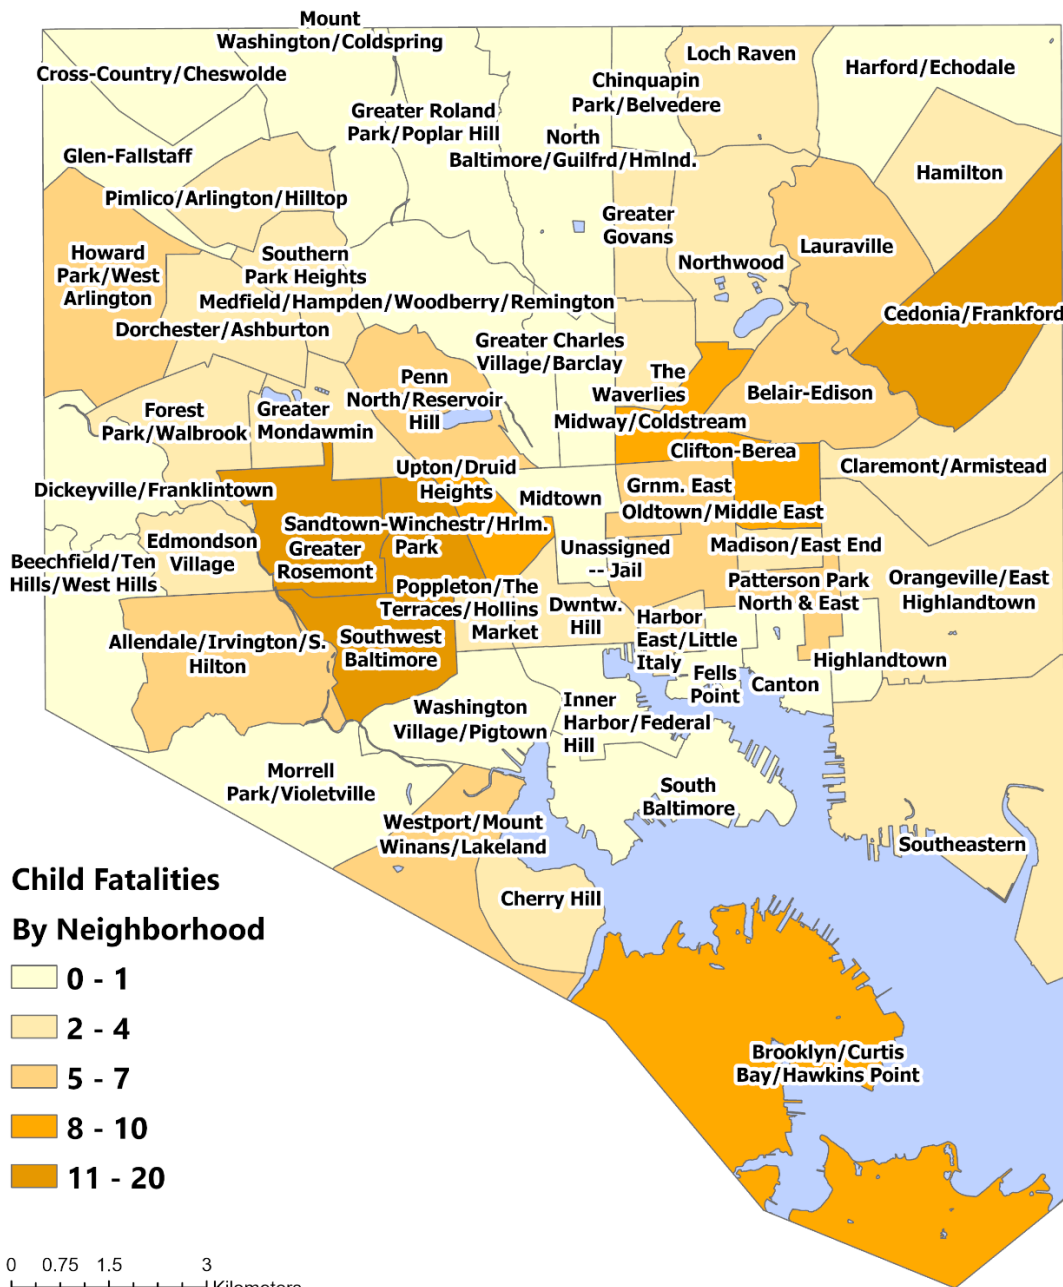 Mount
Washington/Coldspring
Cross-Country/Cheswolde
Loch Raven
Harford/Echodale
Chinquapin
Park/Belvedere
Greater Roland
Park/Poplar Hill
North
Baltimore/Guilfrd/Hmlnd.
Glen-Fallstaff
Hamilton
Pimlico/Arlington/Hilltop
Greater
Govans
Howard
Park/West
Arlington
Southern
Park Heights
Lauraville
Northwood
Medfield/Hampden/Woodberry/Remington
Cedonia/Frankford
Dorchester/Ashburton
Greater Charles
Village/Barclay
Penn
North/Reservoir
Hill
The
Waverlies
Belair-Edison
Forest
Park/Walbrook
Greater
Mondawmin
Midway/Coldstream
Clifton-Berea
Upton/Druid
Heights
Claremont/Armistead
Dickeyville/Franklintown
Midtown
Grnm. East
Oldtown/Middle East
Sandtown-Winchestr/Hrlm.
Park
Edmondson
Village
Greater
Rosemont
Unassigned
-- Jail
Madison/East End
Beechfield/Ten
Hills/West Hills
Poppleton/The
Terraces/Hollins
Market
Patterson Park
North & East
Orangeville/East
Highlandtown
Dwntw.
Hill
Harbor
East/Little
Italy
Allendale/Irvington/S.
Hilton
Southwest
Baltimore
Highlandtown
Fells
Point
Canton
Washington
Village/Pigtown
Inner
Harbor/Federal
Hill
Morrell
Park/Violetville
South
Baltimore
Westport/Mount
Winans/Lakeland
Southeastern
Cherry Hill
Brooklyn/Curtis
Bay/Hawkins Point
Child Fatalities
By Neighborhood
0 - 1
2 - 4
5 - 7
8 - 10
11 - 20
0 0.75 1.5 3
Kilometers